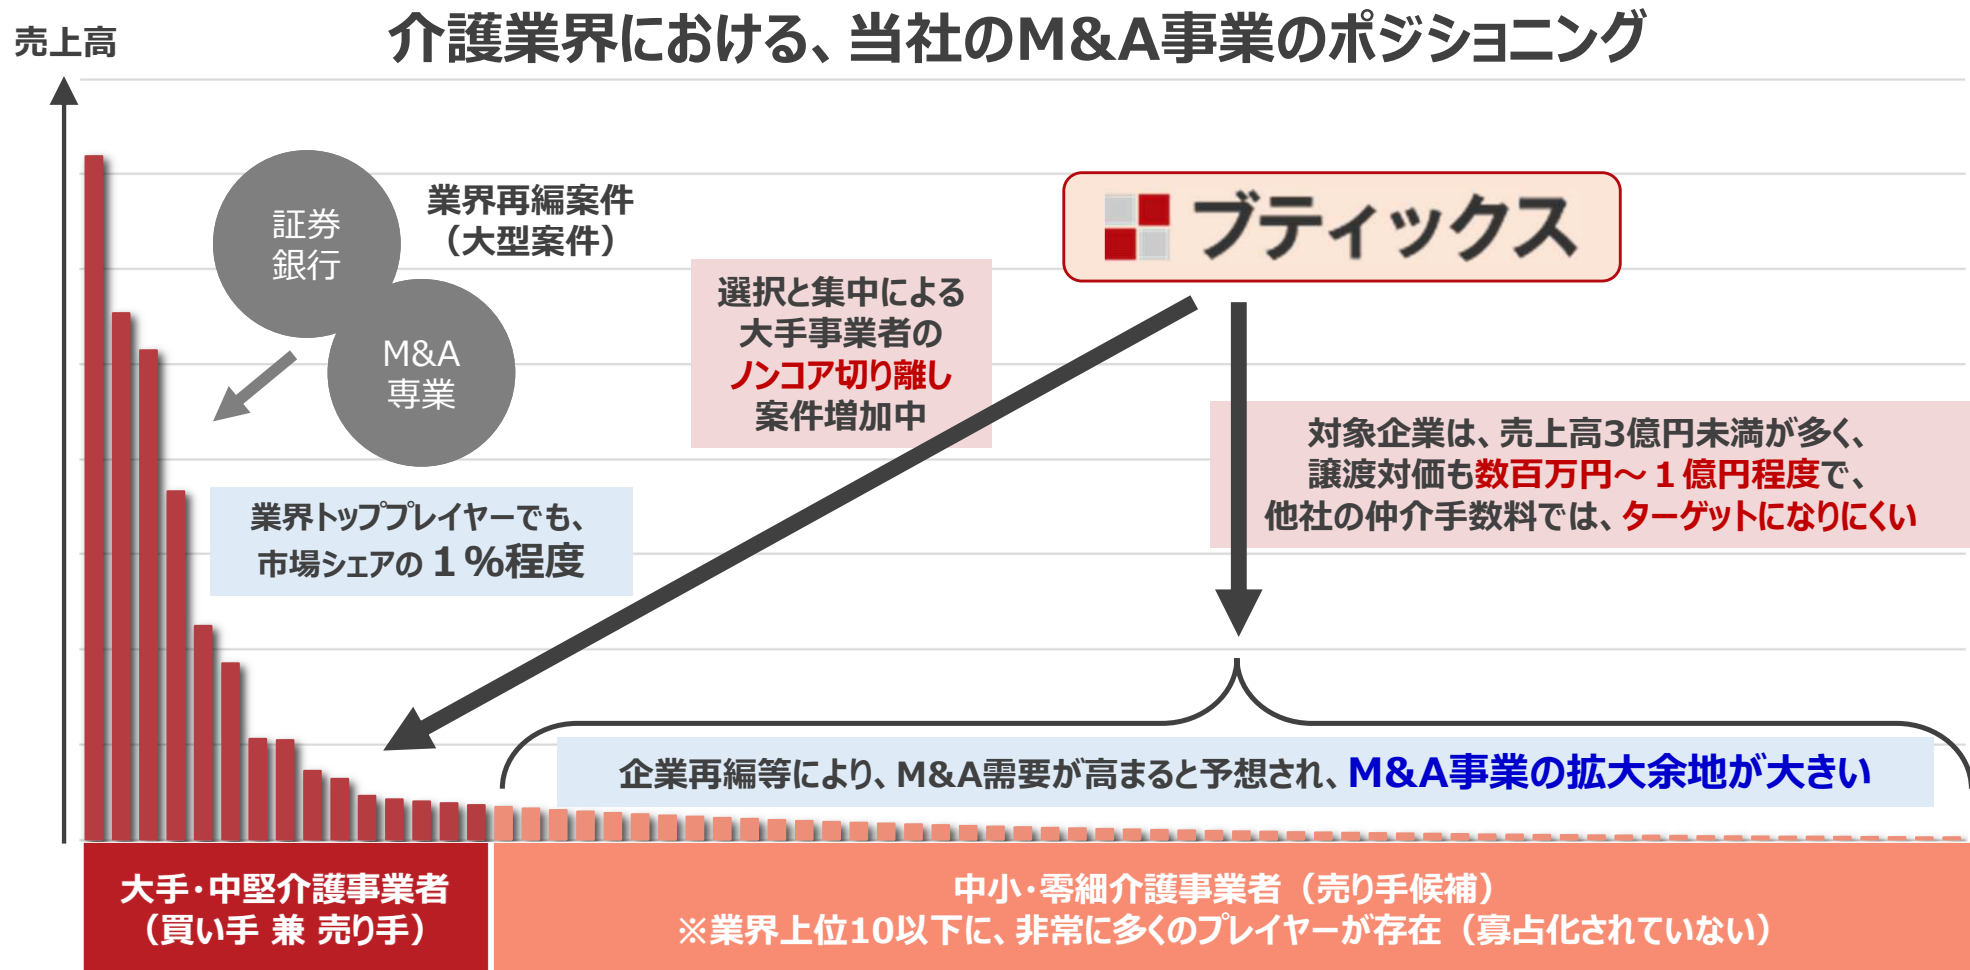 介護業界における、当社のM&A事業のポジショニング
売上高
証券
銀行
業界再編案件
（大型案件）
M&A
専業
ブティックス
選択と集中による
大手事業者の
ノンコア切り離し
案件増加中
対象企業は、売上高3億円未満が多く、
譲渡対価も数百万円～１億円程度で、
他社の仲介手数料では、ターゲットになりにくい
業界トッププレイヤーでも、
市場シェアの１%程度
企業再編等により、M&A需要が高まると予想され、M&A事業の拡大余地が大きい
大手・中堅介護事業者
（買い手 兼 売り手）
中小・零細介護事業者（売り手候補）
※業界上位10以下に、非常に多くのプレイヤーが存在（寡占化されていない）